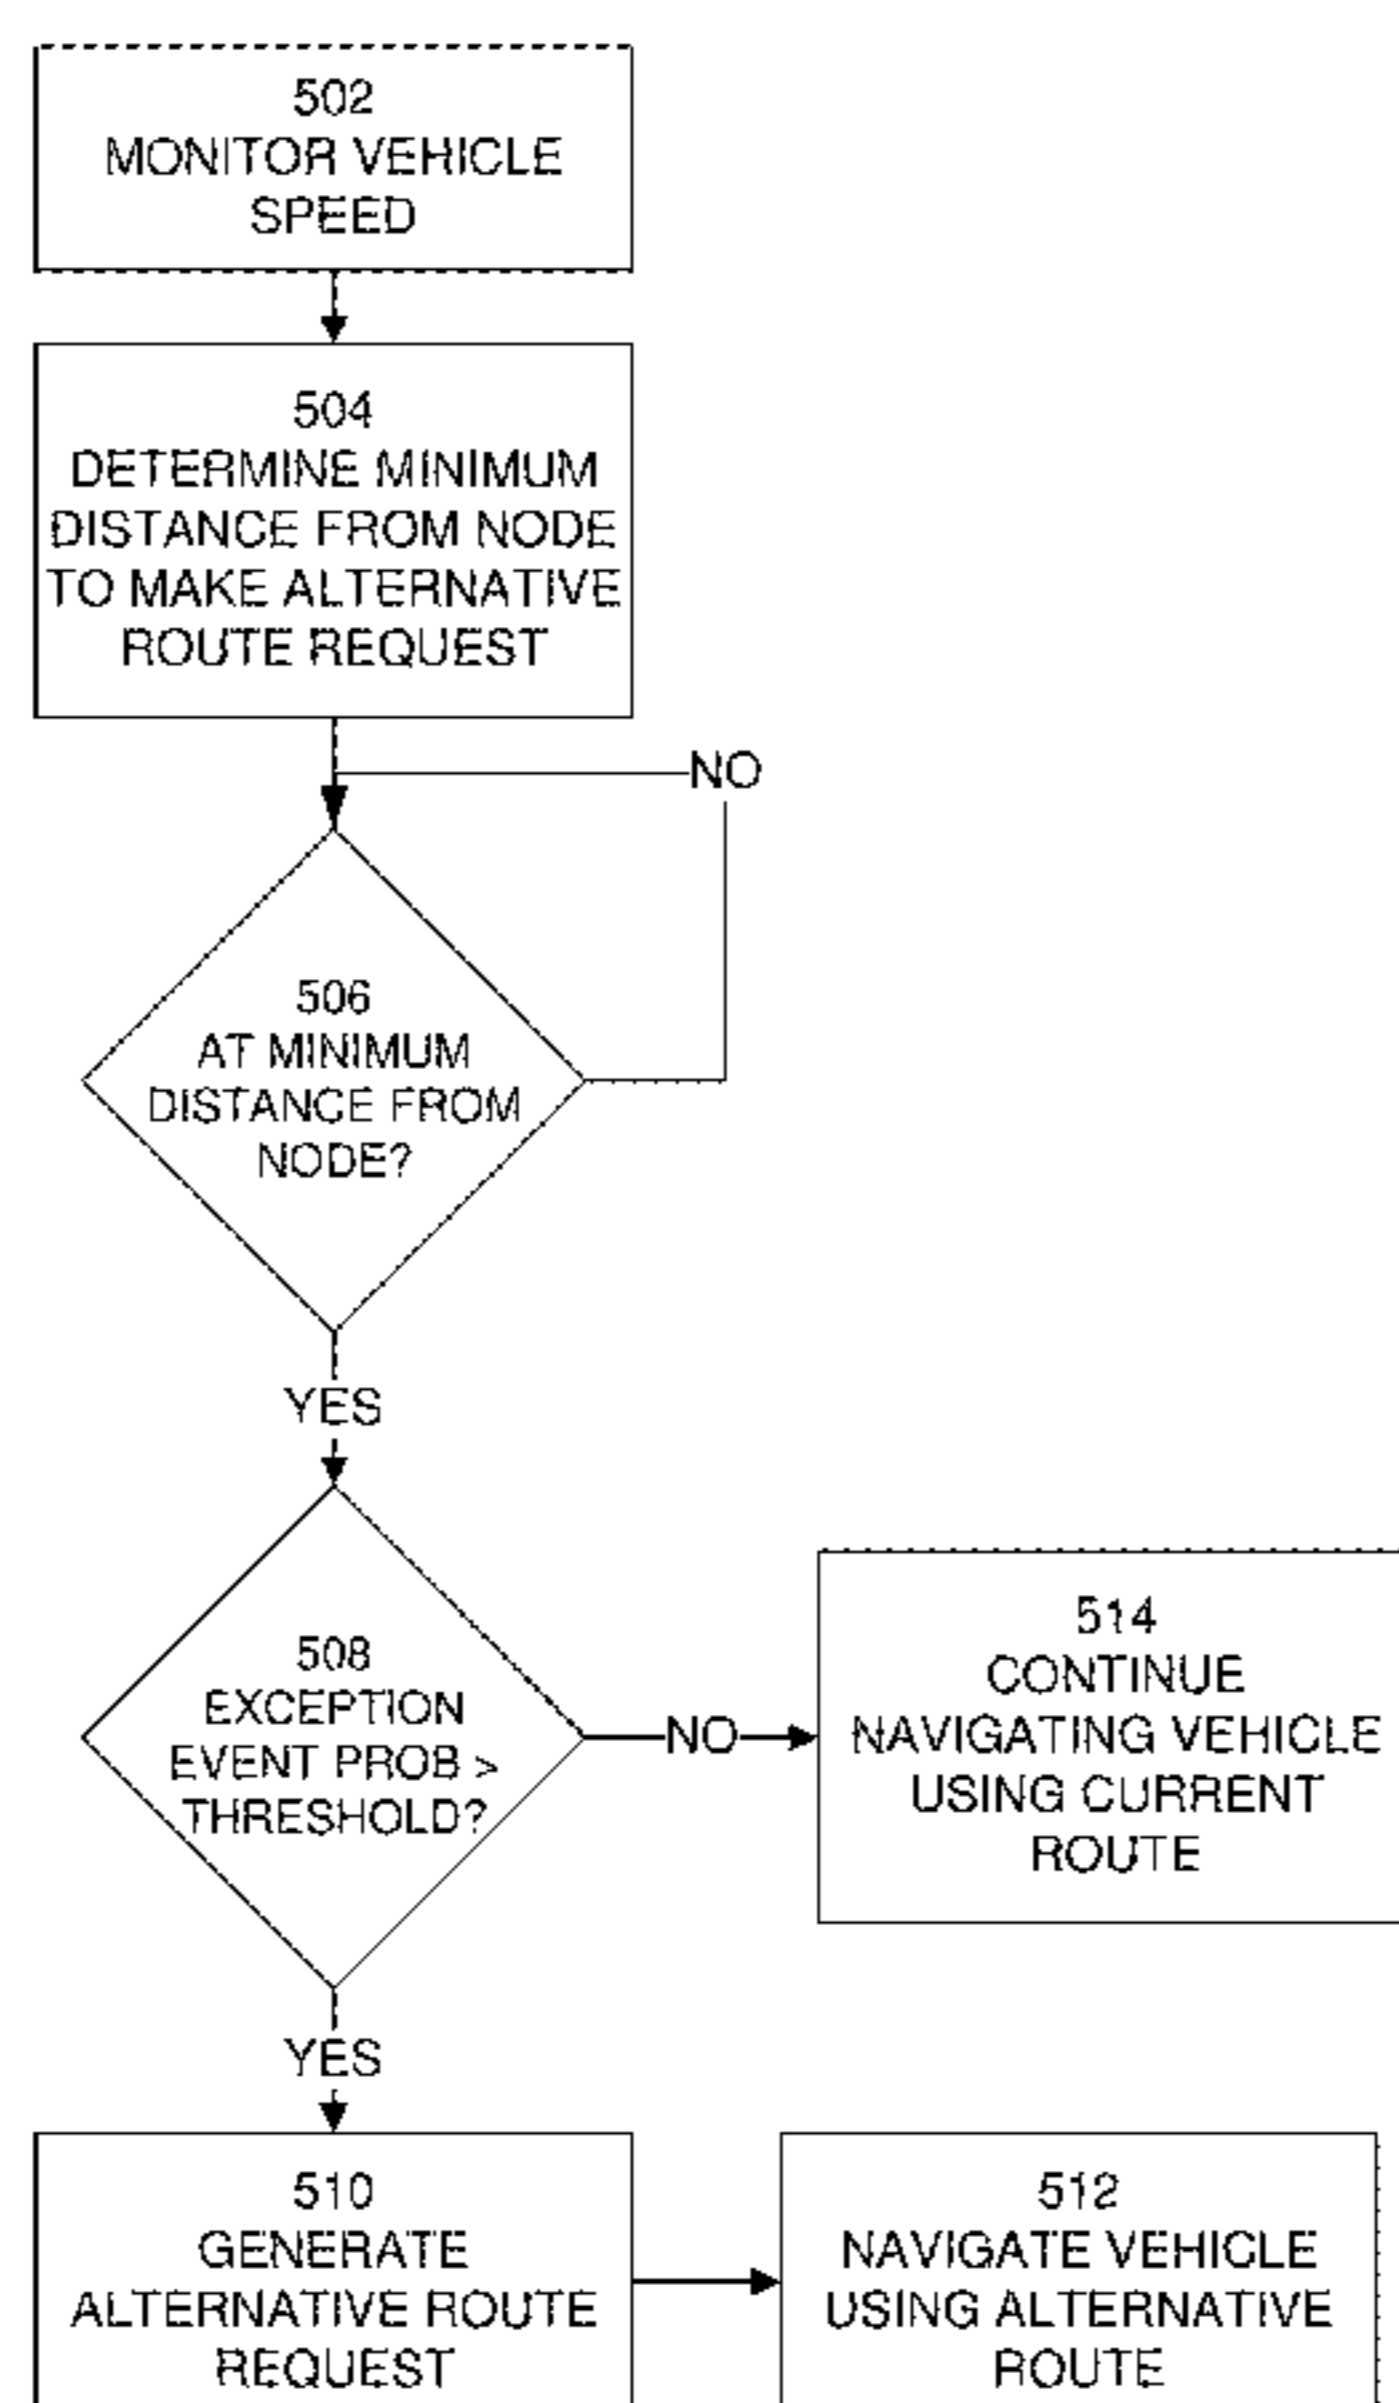 502
MONITOR VEHICLE
SPEED
504
DETERMINE MINIMUM
DISTANCE FROM NODE
TO MAKE ALTERNATIVE
ROUTE REQUEST
NO
506
AT MINIMUM
DISTANCE FROM
NODE?
YES
508
EXCEPTION
EVENT PROB >
THRESHOLD?
NO
514
CONTINUE
NAVIGATING VEHICLE
USING CURRENT
ROUTE
YES
510
GENERATE
ALTERNATIVE ROUTE
REQUEST
512
NAVIGATE VEHICLE
USING ALTERNATIVE
ROUTE